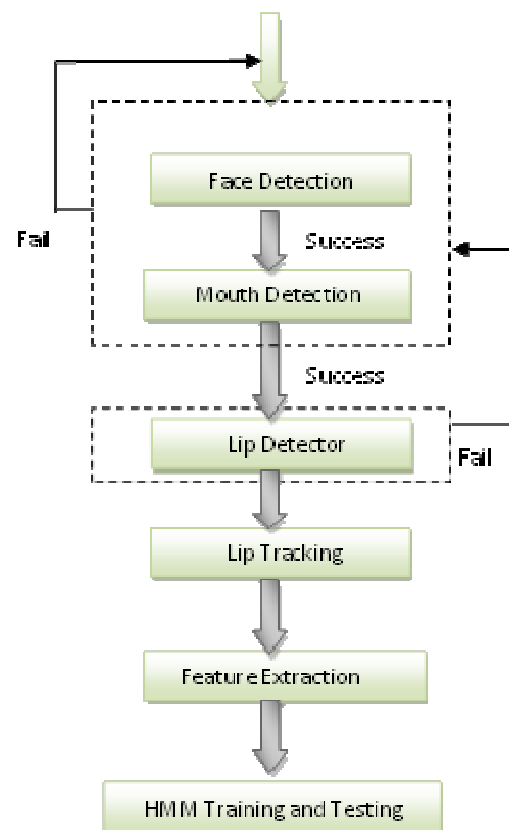 Face Detection
Fail
Success
Mouth Detection
Success
Lip Detector
Fail
Lip Tracking
Feature Extraction
HMM Training and Testing